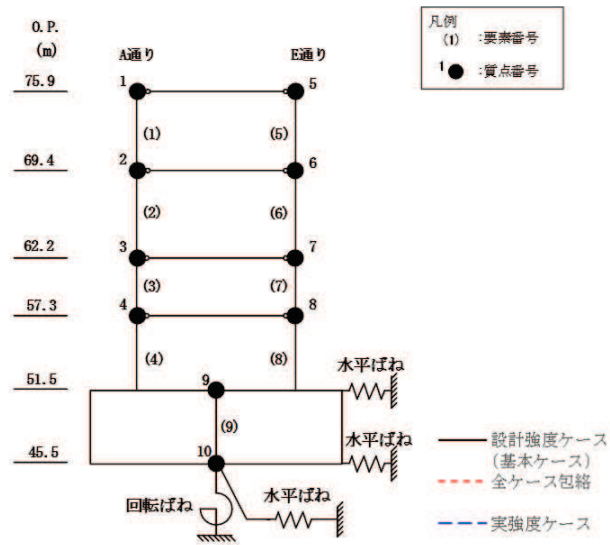 O.P.
(m)
A通り
E通り
凡例
(1) :要素番号
1 :質点番号
75.9
1
5
(1)
(5)
69.4
2
6
(2)
(6)
62.2
3
7
(3)
(7)
57.3
4
8
(4)
(8)
水平ばね
51.5
9
(9)
水平ばね
45.5
10
回転ばね
水平ばね
設計強度ケース
(基本ケース)
全ケース包絡
実強度ケース